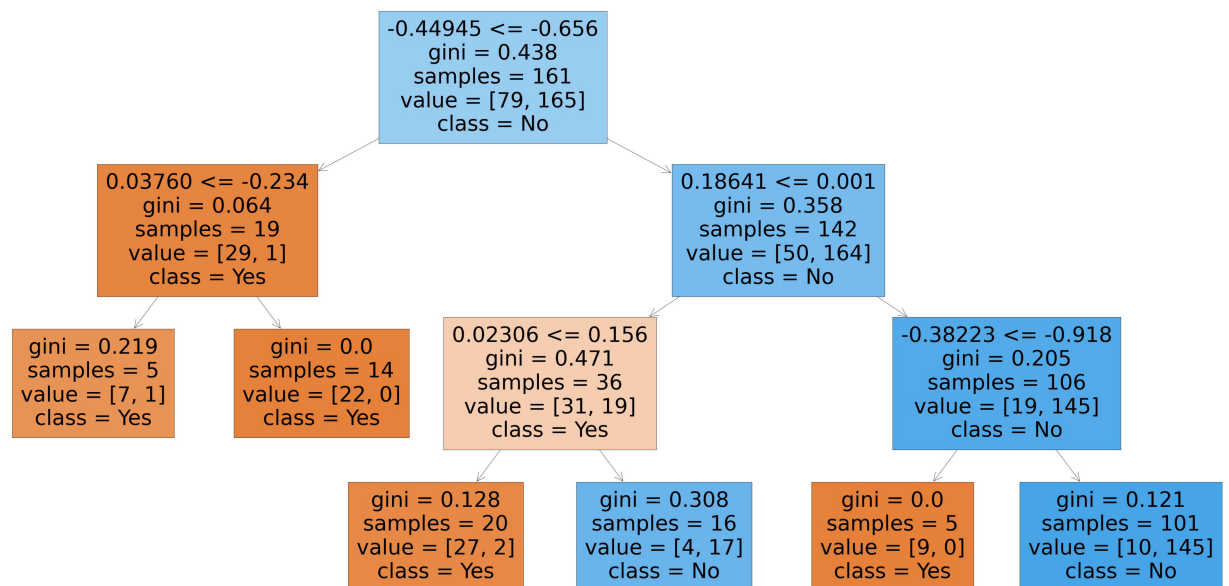 -0.44945 <= -0.656
gini = 0.438
samples = 161
value = [79, 165]
class = No
0.03760 <= -0.234
gini = 0.064
samples = 19
value = [29, 1]
class = Yes
0.18641 <= 0.001
gini = 0.358
samples = 142
value = [50, 164]
class = No
gini = 0.219
samples = 5
value = [7, 1]
class = Yes
gini = 0.0
samples = 14
value = [22, 0]
class = Yes
0.02306 <= 0.156
gini = 0.471
samples = 36
value = [31, 19]
class = Yes
-0.38223 <= -0.918
gini = 0.205
samples = 106
value = [19, 145]
class = No
gini = 0.128
samples = 20
value = [27, 2]
class = Yes
gini = 0.308
samples = 16
value = [4, 17]
class = No
gini = 0.0
samples = 5
value = [9, 0]
class = Yes
gini = 0.121
samples = 101
value = [10, 145]
class = No